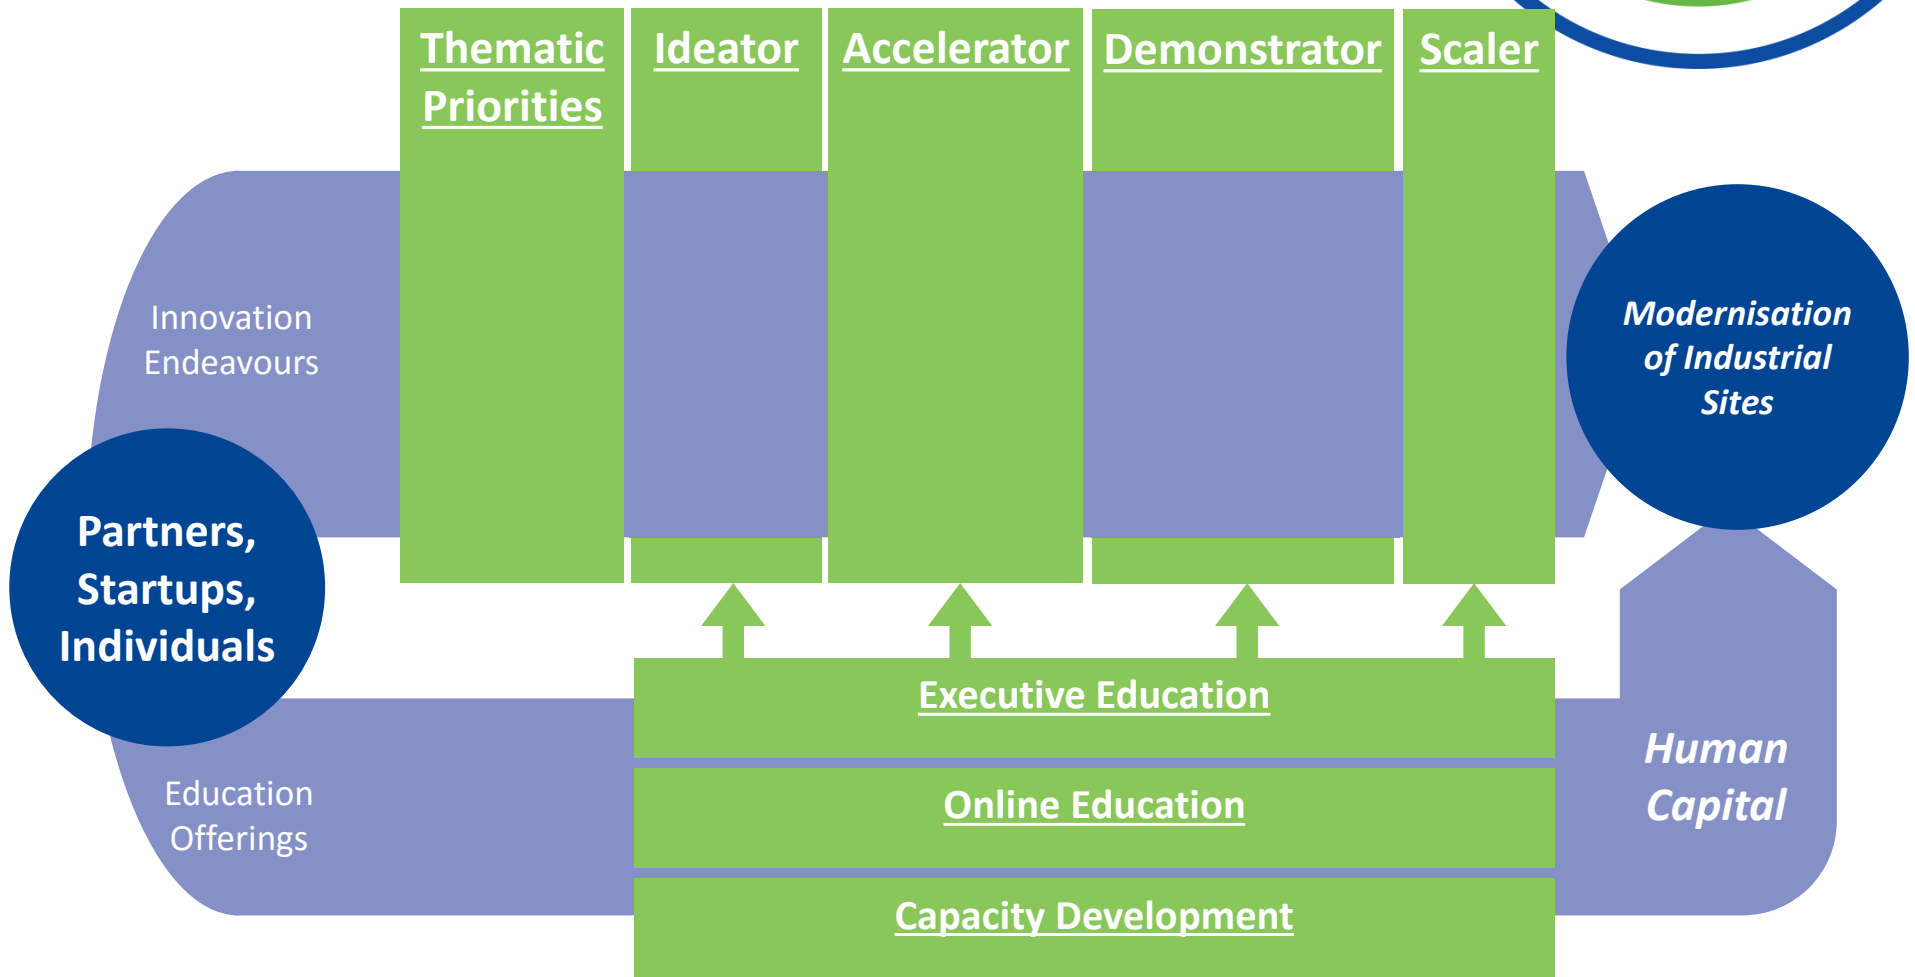 Thematic
Priorities
Ideator
Accelerator
Demonstrator
Scaler
Innovation
Endeavours
Modernisation
of Industrial
Sites
Partners,
Startups,
Individuals
Executive Education
Online Education
Capacity Development
Education
Offerings
Human
Capital